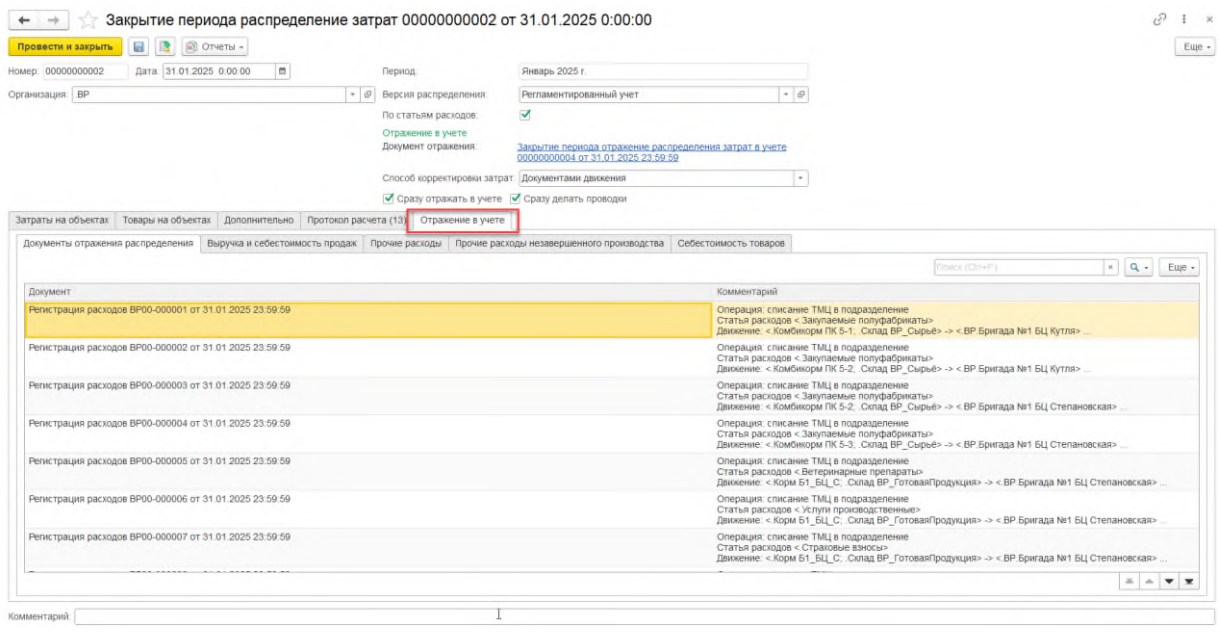 Закрытие периода распределение затрат 00000000002 от 31.01.2025 0:00:00
Провести и закрыть Отчеты Еще
Номер: 00000000002 Дата: 31.01.2025 0:00:00 Период: Январь 2025 г.
Организация: ВР Версия распределения: Регламентированный учет
По статьям расходов:
Отражение в учете
Документ отражения: Закрытие периода отражение распределения затрат в учете
00000000004 от 31.01.2025 23:59:59
Способ корректировки затрат: Документами движения
Сразу отражать в учете Сразу делать проводки
Затраты на объектах Товары на объектах Дополнительно Протокол расчета (13) Отражение в учете
Документы отражения распределения Выручка и себестоимость продаж Прочие расходы Прочие расходы незавершенного производства Себестоимость товаров
Поиск (Ctrl+F) Еще
Документ Комментарий
Регистрация расходов ВР00-000001 от 31.01.2025 23:59:59 Операция: списание ТМЦ в подразделение
Статья расходов <.Закупаемые полуфабрикаты>
Движение: <.Комбикорм ПК 5-1; .Склад ВР_Сырьё> -> <.ВР.Бригада №1 БЦ Кутля> ...
Регистрация расходов ВР00-000002 от 31.01.2025 23:59:59 Операция: списание ТМЦ в подразделение
Статья расходов <.Закупаемые полуфабрикаты>
Движение: <.Комбикорм ПК 5-2; .Склад ВР_Сырьё> -> <.ВР.Бригада №1 БЦ Кутля> ...
Регистрация расходов ВР00-000003 от 31.01.2025 23:59:59 Операция: списание ТМЦ в подразделение
Статья расходов <.Закупаемые полуфабрикаты>
Движение: <.Комбикорм ПК 5-2; .Склад ВР_Сырьё> -> <.ВР.Бригада №1 БЦ Степановская> ...
Регистрация расходов ВР00-000004 от 31.01.2025 23:59:59 Операция: списание ТМЦ в подразделение
Статья расходов <.Закупаемые полуфабрикаты>
Движение: <.Комбикорм ПК 5-3; .Склад ВР_Сырьё> -> <.ВР.Бригада №1 БЦ Степановская> ...
Регистрация расходов ВР00-000005 от 31.01.2025 23:59:59 Операция: списание ТМЦ в подразделение
Статья расходов <.Ветеринарные препараты>
Движение: <.Корм Б1_БЦ_С; .Склад ВР_ГотоваяПродукция> -> <.ВР.Бригада №1 БЦ Степановская> ...
Регистрация расходов ВР00-000006 от 31.01.2025 23:59:59 Операция: списание ТМЦ в подразделение
Статья расходов <.Услуги производственные>
Движение: <.Корм Б1_БЦ_С; .Склад ВР_ГотоваяПродукция> -> <.ВР.Бригада №1 БЦ Степановская> ...
Регистрация расходов ВР00-000007 от 31.01.2025 23:59:59 Операция: списание ТМЦ в подразделение
Статья расходов <.Страховые взносы>
Движение: <.Корм Б1_БЦ_С; .Склад ВР_ГотоваяПродукция> -> <.ВР.Бригада №1 БЦ Степановская> ...
Комментарий: